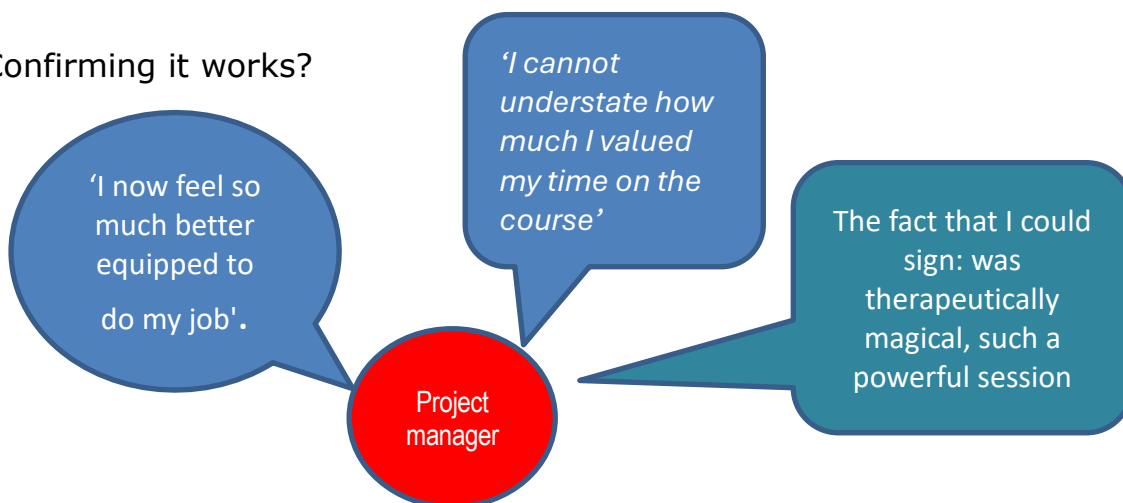 Confirming it works?
‘I now feel so
much better
equipped to
do my job'.
‘I cannot
understate how
much I valued
my time on the
course’
The fact that I could
sign: was
therapeutically
magical, such a
powerful session
Project
manager